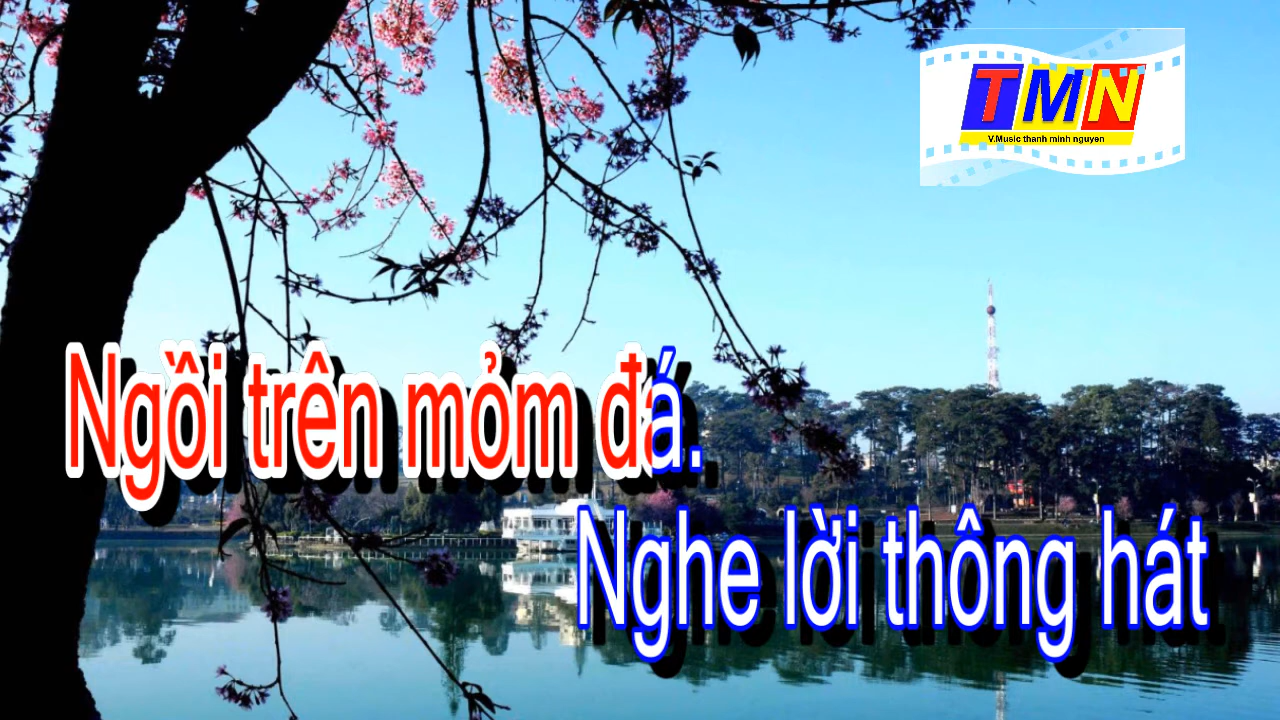 TMN
V.Music thanh minh nguyen
Ngồi trên mỏm đá.
Nghe lời thông hát